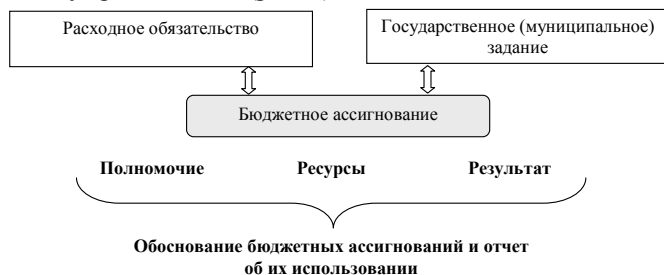 Расходное обязательство
Государственное (муниципальное)
задание
Бюджетное ассигнование
Полномочие Ресурсы Результат
Обоснование бюджетных ассигнований и отчет
об их использовании